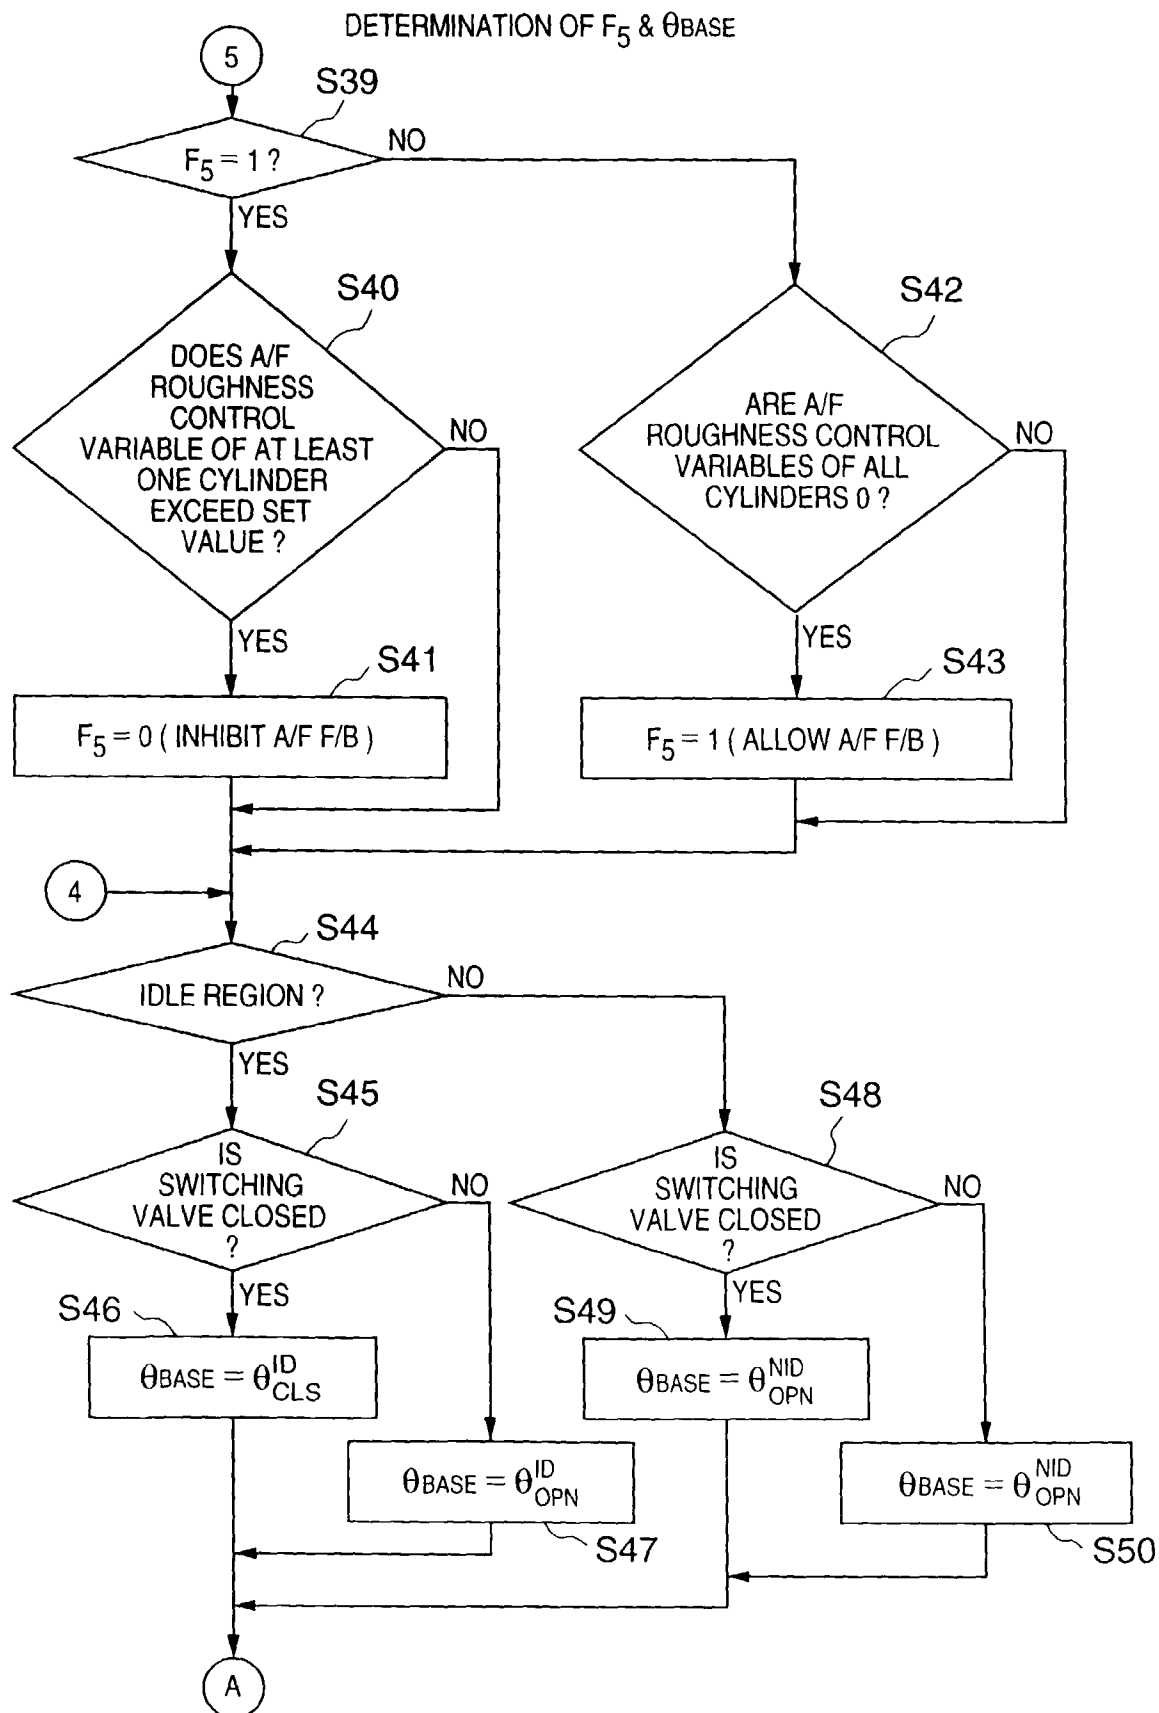 DETERMINATION OF F5 & θBASE
5
S39
F5 = 1 ?
NO
YES
S40
DOES A/F
ROUGHNESS
CONTROL
VARIABLE OF AT LEAST
ONE CYLINDER
EXCEED SET
VALUE ?
NO
YES
S42
ARE A/F
ROUGHNESS CONTROL
VARIABLES OF ALL
CYLINDERS 0 ?
NO
YES
S41
F5 = 0 ( INHIBIT A/F F/B )
S43
F5 = 1 ( ALLOW A/F F/B )
4
S44
IDLE REGION ?
NO
YES
S45
IS
SWITCHING
VALVE CLOSED
?
NO
YES
S48
IS
SWITCHING
VALVE CLOSED
?
NO
YES
S46
θBASE = θ ID CLS
S49
θBASE = θ NID OPN
θBASE = θ ID OPN
S47
θBASE = θ NID OPN
S50
A